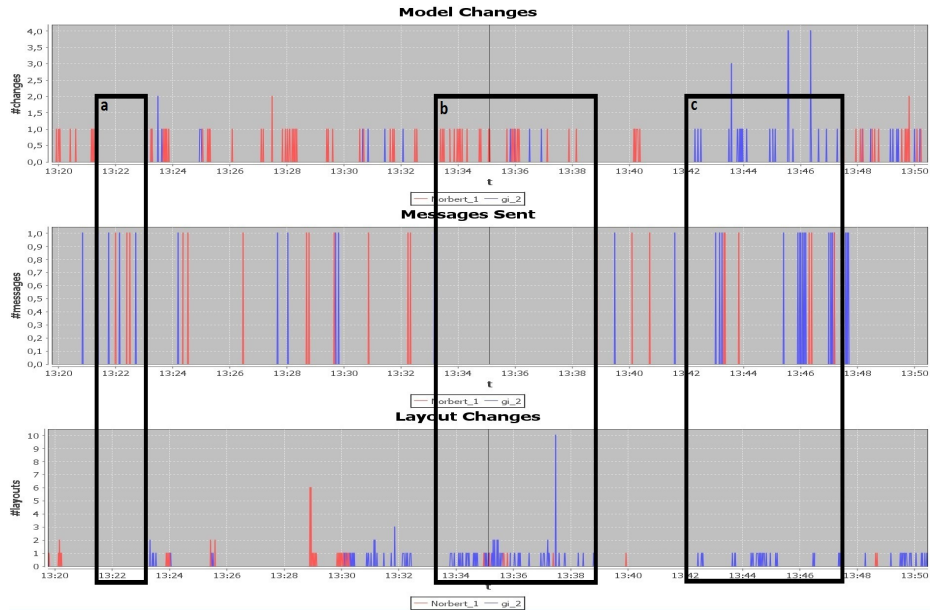 Model Changes
4,0
3,5
3,0
2,5
2,0
1,5
1,0
0,5
0,0
#changes
a
b
c
13:20 13:22 13:24 13:26 13:28 13:30 13:32 13:34 13:36 13:38 13:40 13:42 13:44 13:46 13:48 13:50
t
Norbert_1 gi_2
Messages Sent
1,0
0,9
0,8
0,7
0,6
0,5
0,4
0,3
0,2
0,1
0,0
#messages
13:20 13:22 13:24 13:26 13:28 13:30 13:32 13:34 13:36 13:38 13:40 13:42 13:44 13:46 13:48 13:50
t
Norbert_1 gi_2
Layout Changes
10
9
8
7
6
5
4
3
2
1
0
#layouts
13:20 13:22 13:24 13:26 13:28 13:30 13:32 13:34 13:36 13:38 13:40 13:42 13:44 13:46 13:48 13:50
t
Norbert_1 gi_2